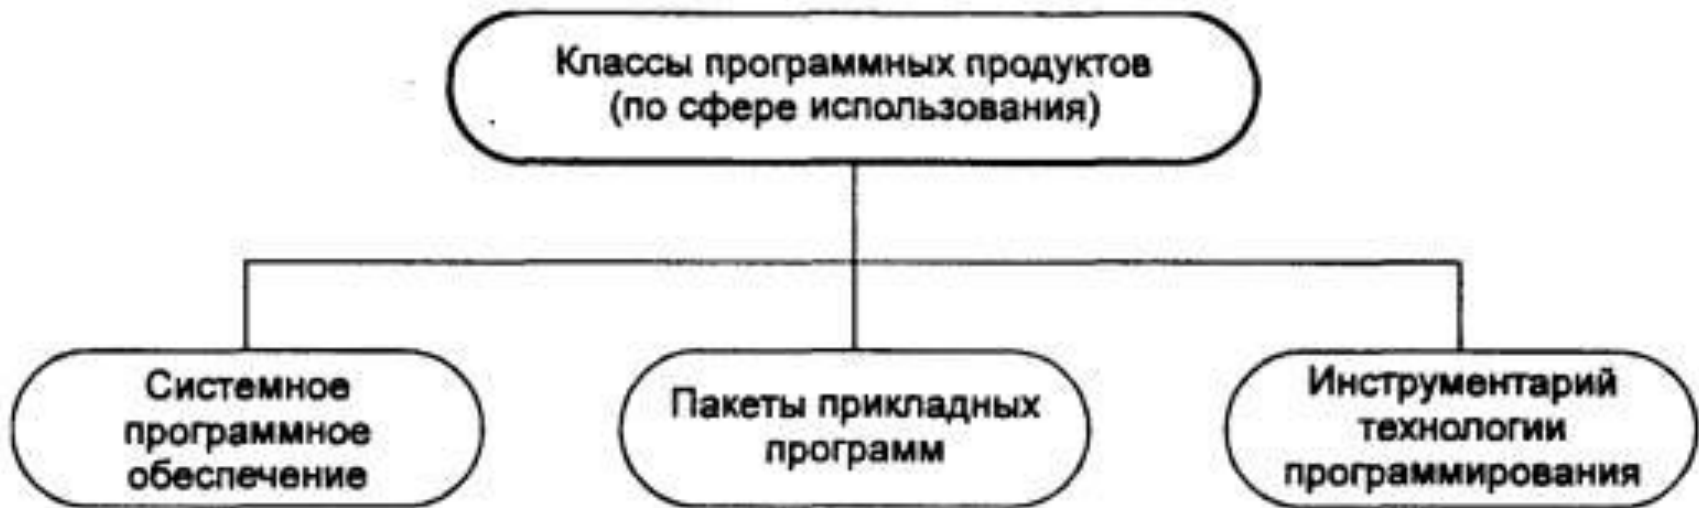 Классы программных продуктов
(по сфере использования)
Системное
программное
обеспечение
Пакеты прикладных
программ
Инструментарий
технологии
программирования